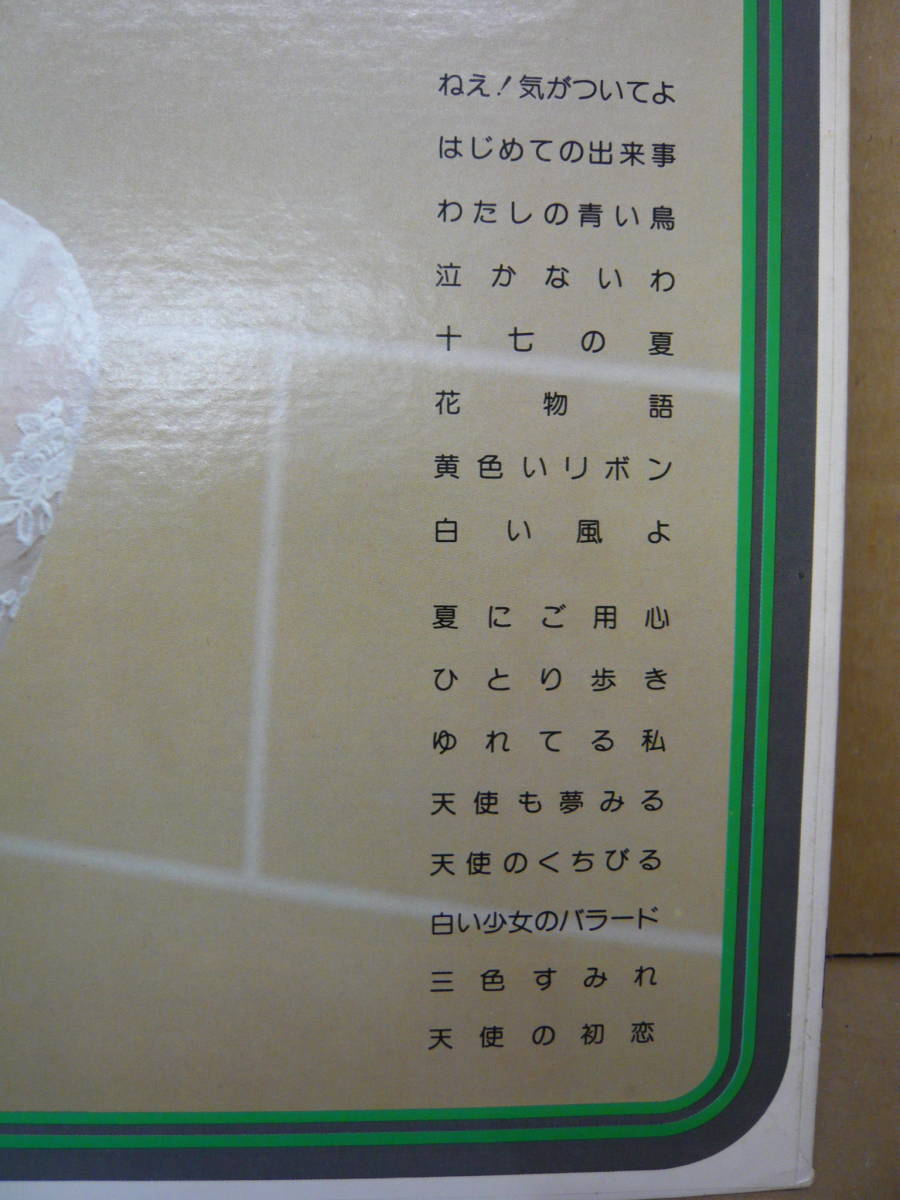 ねえ！気がついてよ
はじめての出来事
わたしの青い鳥
泣かないわ
十七の夏
花物語
黄色いリボン
白い風よ
夏にご用心
ひとり歩き
ゆれてる私
天使も夢みる
天使のくちびる
白い少女のバラード
三色すみれ
天使の初恋